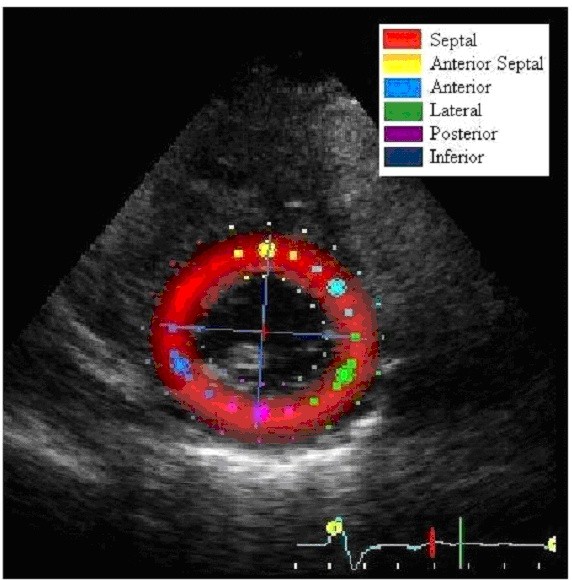 Septal
Anterior Septal
Anterior
Lateral
Posterior
Inferior